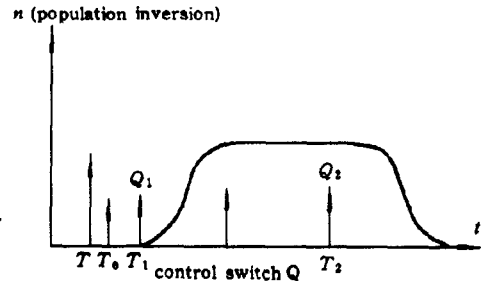 n (population inversion)
Q₁
Q₂
t
T T₀ T₁ T₂
control switch Q